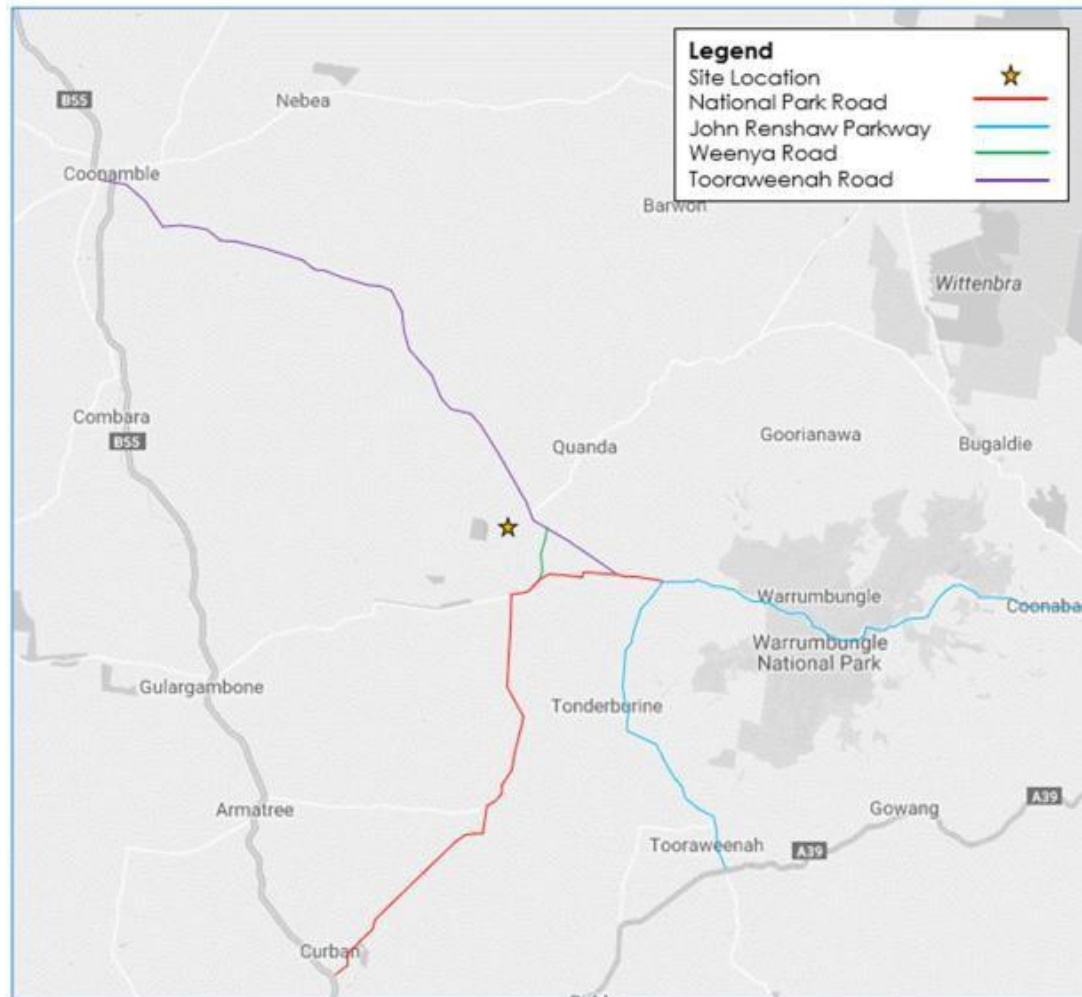 Legend
Site Location
National Park Road
John Renshaw Parkway
Weenya Road
Tooraweenah Road
B55
Nebea
Coonamble
Barwon
Wittenbra
Combara
B55
Quanda
Goorianawa
Bugaldie
Warrumbungle
Coonaba
Warrumbungle
National Park
Gulargambone
Tonderburine
Armatree
Gowang
A39
Tooraweenah
A39
Curban